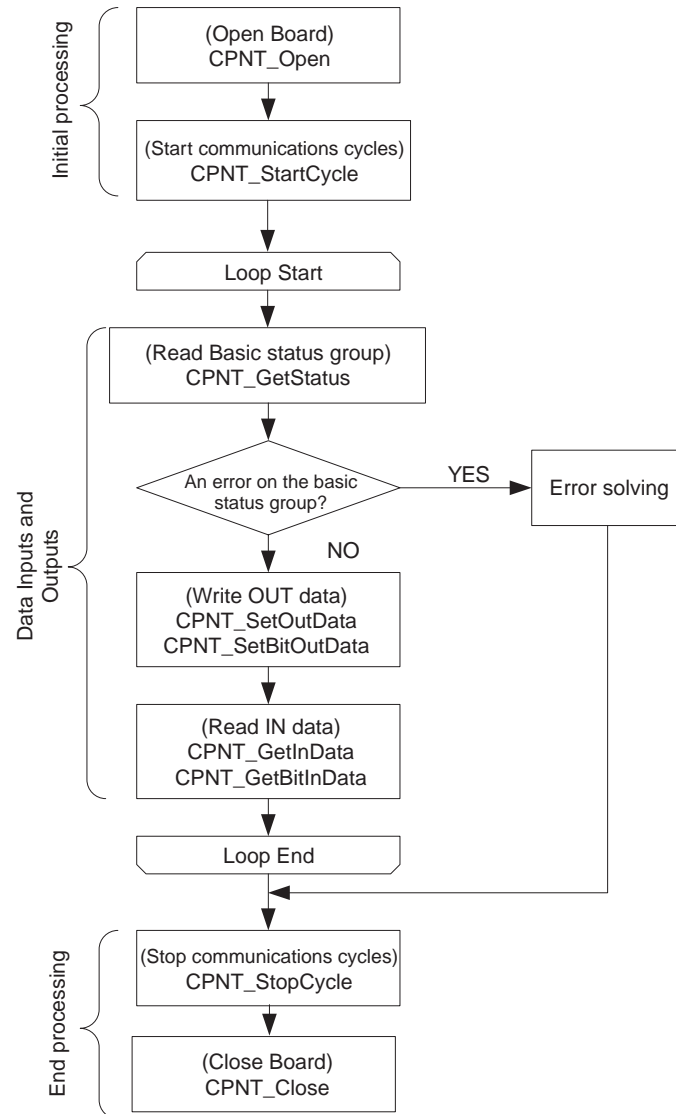 Initial processing
(Open Board)
CPNT_Open
(Start communications cycles)
CPNT_StartCycle
Loop Start
Data Inputs and
Outputs
(Read Basic status group)
CPNT_GetStatus
An error on the basic
status group?
YES
Error solving
NO
(Write OUT data)
CPNT_SetOutData
CPNT_SetBitOutData
(Read IN data)
CPNT_GetInData
CPNT_GetBitInData
Loop End
End processing
(Stop communications cycles)
CPNT_StopCycle
(Close Board)
CPNT_Close